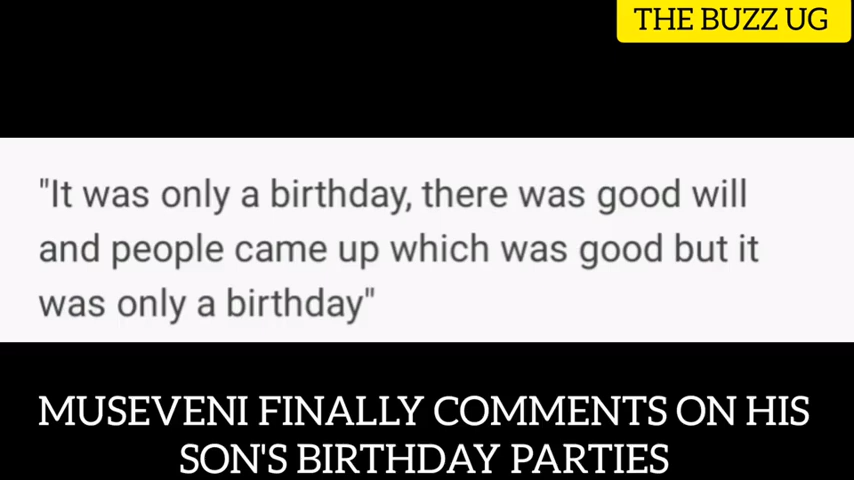 THE BUZZ UG
"It was only a birthday, there was good will
and people came up which was good but it
was only a birthday"
MUSEVENI FINALLY COMMENTS ON HIS
SON'S BIRTHDAY PARTIES